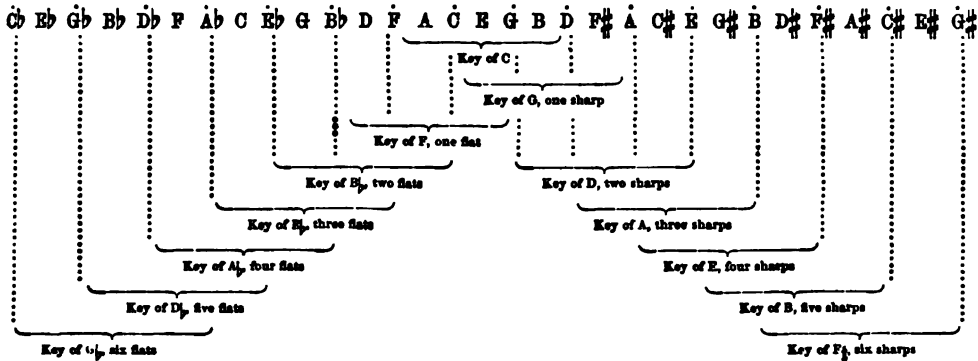 C♭ E♭ G♭ B♭ D♭ F A♭ C E♭ G B♭ D F A C E G B D F♯ A C♯ E G♯ B D♯ F♯ A♯ C♯ E♯ G♯
Key of C
Key of G, one sharp
Key of F, one flat
Key of B♭, two flats
Key of D, two sharps
Key of E♭, three flats
Key of A, three sharps
Key of A♭, four flats
Key of E, four sharps
Key of D♭, five flats
Key of B, five sharps
Key of G♭, six flats
Key of F♯, six sharps